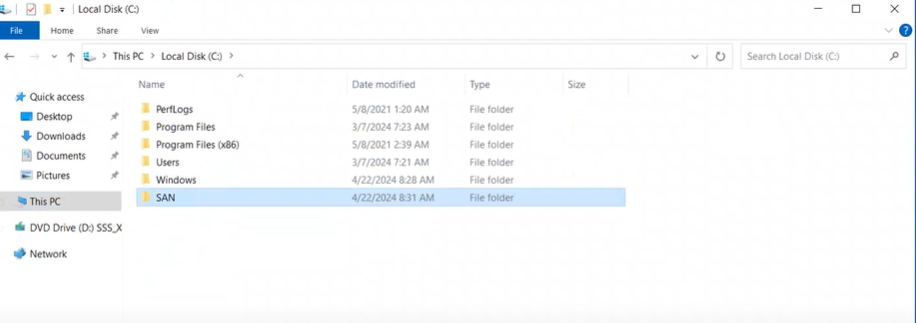 Local Disk (C:)
File Home Share View
This PC > Local Disk (C:) > Search Local Disk (C:)
Name Date modified Type Size
Quick access
Desktop
Downloads
Documents
Pictures
This PC
DVD Drive (D:) SSS_X
Network
PerfLogs 5/8/2021 1:20 AM File folder
Program Files 3/7/2024 7:23 AM File folder
Program Files (x86) 5/8/2021 2:39 AM File folder
Users 3/7/2024 7:21 AM File folder
Windows 4/22/2024 8:28 AM File folder
SAN 4/22/2024 8:31 AM File folder